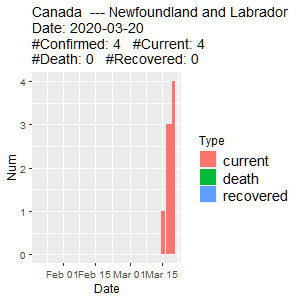 Canada --- Newfoundland and Labrador
Date: 2020-03-20
#Confirmed: 4 #Current: 4
#Death: 0 #Recovered: 0
4
3
2
1
0
Num
Feb 01 Feb 15 Mar 01 Mar 15
Date
Type
current
death
recovered